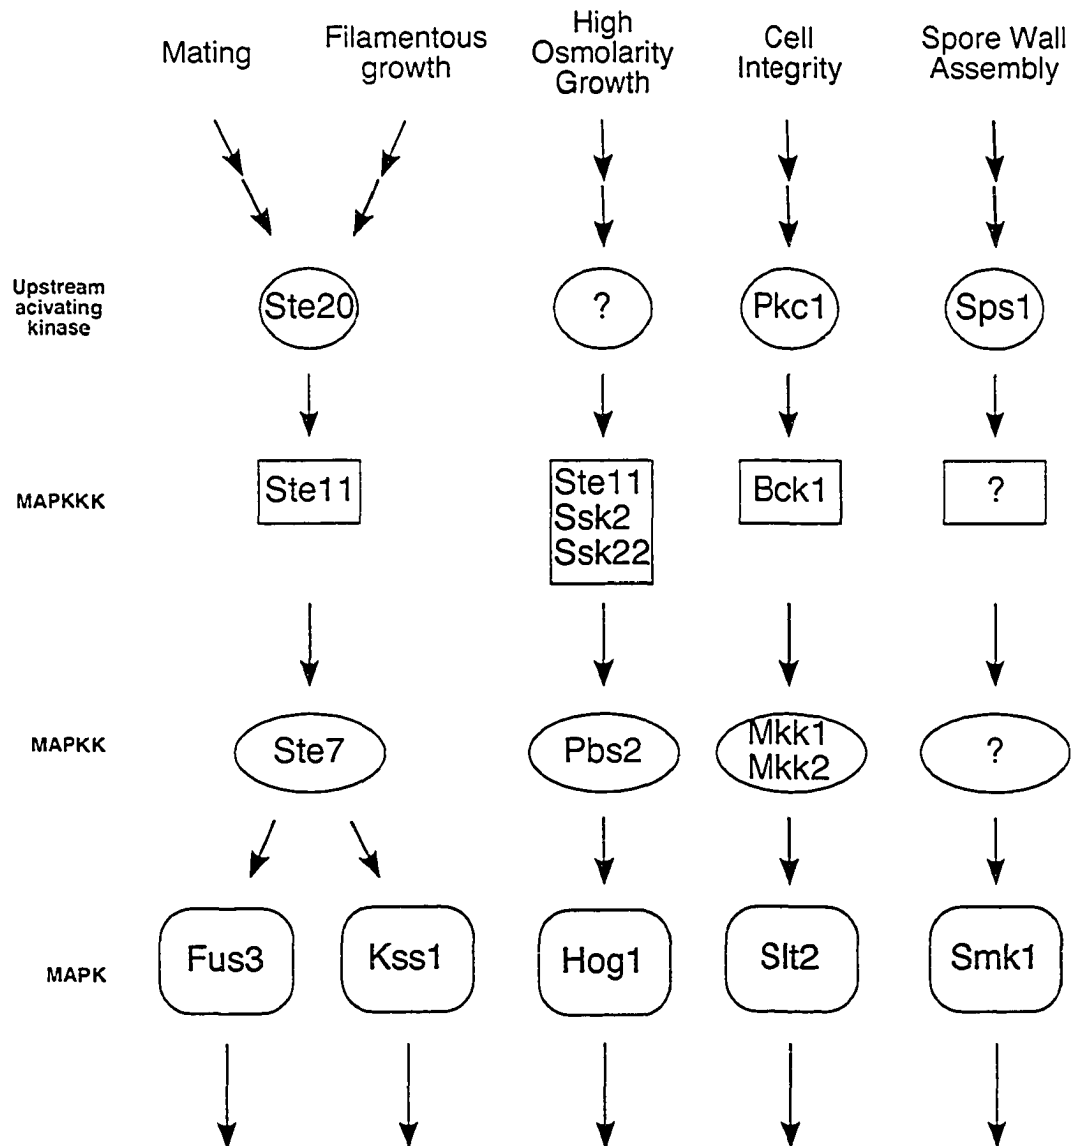 Mating
Filamentous
growth
High
Osmolarity
Growth
Cell
Integrity
Spore Wall
Assembly
Upstream
acivating
kinase
Ste20
?
Pkc1
Sps1
MAPKKK
Ste11
Ste11
Ssk2
Ssk22
Bck1
?
MAPKK
Ste7
Pbs2
Mkk1
Mkk2
?
MAPK
Fus3
Kss1
Hog1
Slt2
Smk1